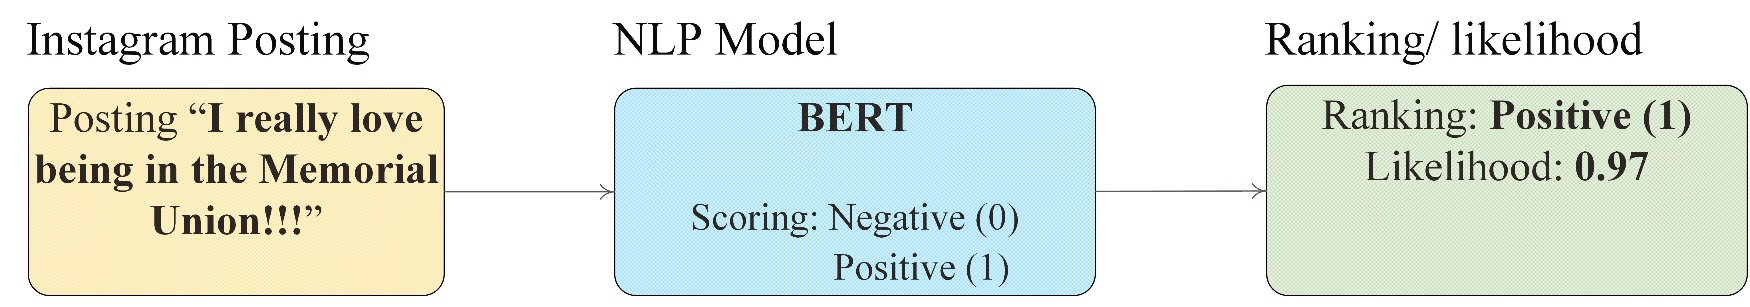 Instagram Posting
Posting “I really love
being in the Memorial
Union!!!”
NLP Model
BERT
Scoring: Negative (0)
Positive (1)
Ranking/ likelihood
Ranking: Positive (1)
Likelihood: 0.97